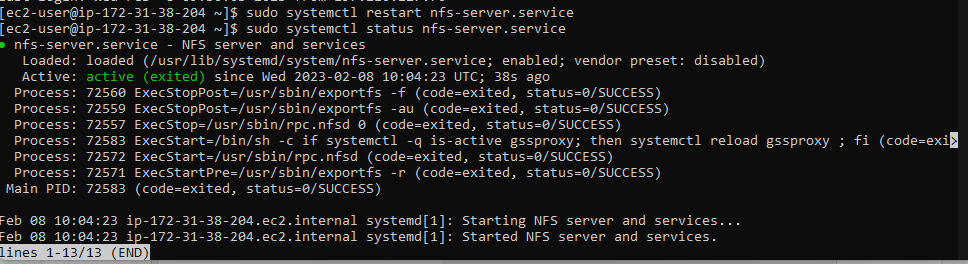 [ec2-user@ip-172-31-38-204 ~]$ sudo systemctl restart nfs-server.service
[ec2-user@ip-172-31-38-204 ~]$ sudo systemctl status nfs-server.service
● nfs-server.service - NFS server and services
   Loaded: loaded (/usr/lib/systemd/system/nfs-server.service; enabled; vendor preset: disabled)
   Active: active (exited) since Wed 2023-02-08 10:04:23 UTC; 38s ago
  Process: 72560 ExecStopPost=/usr/sbin/exportfs -f (code=exited, status=0/SUCCESS)
  Process: 72559 ExecStopPost=/usr/sbin/exportfs -au (code=exited, status=0/SUCCESS)
  Process: 72557 ExecStop=/usr/sbin/rpc.nfsd 0 (code=exited, status=0/SUCCESS)
  Process: 72583 ExecStart=/bin/sh -c if systemctl -q is-active gssproxy; then systemctl reload gssproxy ; fi (code=exi>
  Process: 72572 ExecStart=/usr/sbin/rpc.nfsd (code=exited, status=0/SUCCESS)
  Process: 72571 ExecStartPre=/usr/sbin/exportfs -r (code=exited, status=0/SUCCESS)
 Main PID: 72583 (code=exited, status=0/SUCCESS)

Feb 08 10:04:23 ip-172-31-38-204.ec2.internal systemd[1]: Starting NFS server and services...
Feb 08 10:04:23 ip-172-31-38-204.ec2.internal systemd[1]: Started NFS server and services.
lines 1-13/13 (END)